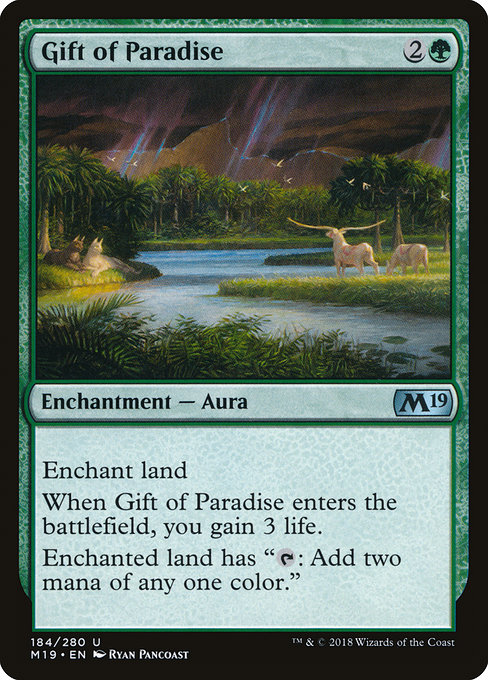 Gift of Paradise 2
Enchantment — Aura M19
Enchant land
When Gift of Paradise enters the
battlefield, you gain 3 life.
Enchanted land has “: Add two
mana of any one color.”
184/280 U ™ & © 2018 Wizards of the Coast
M19 • EN Ryan Pancoast